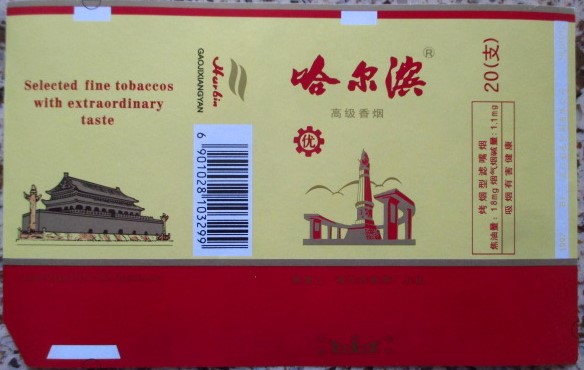 Selected fine tobaccos
with extraordinary
taste
Harbin
GAOJIXIANGYAN
6 901028 103299
哈尔滨®
高级香烟
优
20(支)
烤烟型滤嘴烟
焦油量:18mg 烟气烟碱量:1.1mg
吸烟有害健康